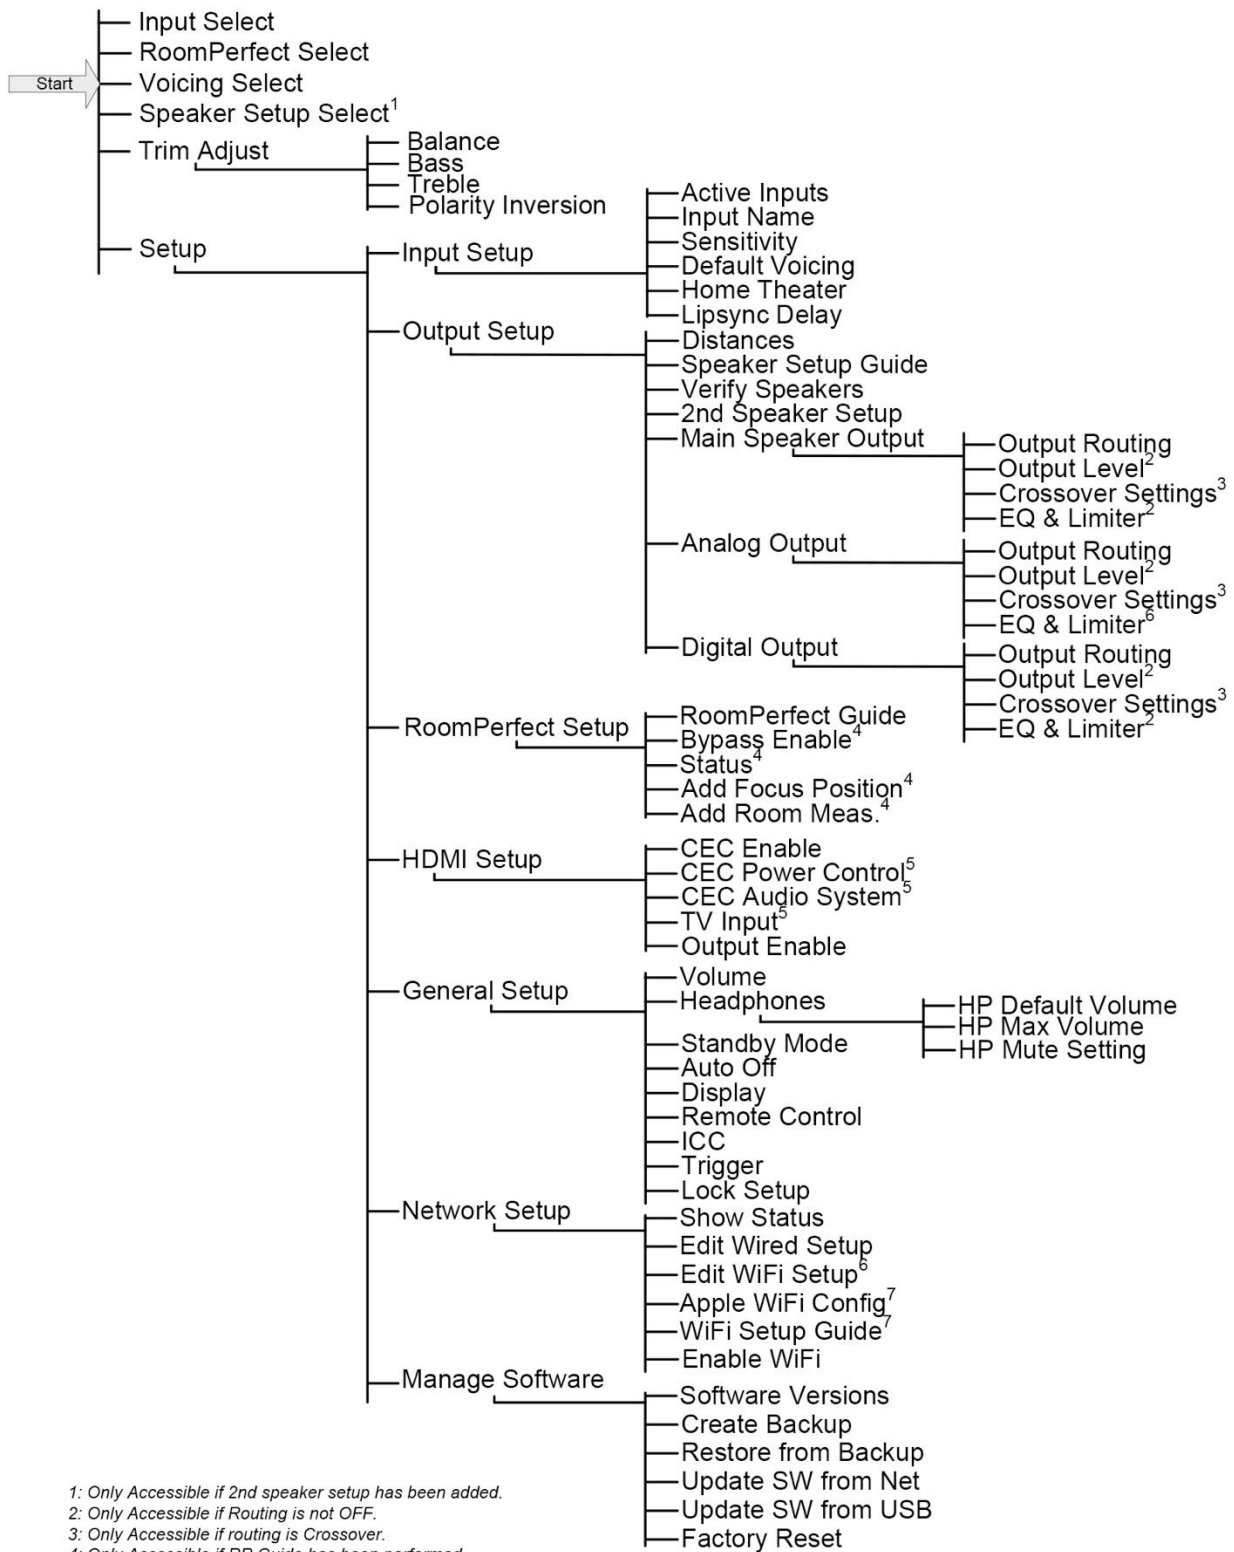 Input Select
RoomPerfect Select
Start
Voicing Select
Speaker Setup Select1
Trim Adjust
Balance
Bass
Treble
Polarity Inversion
Setup
Input Setup
Active Inputs
Input Name
Sensitivity
Default Voicing
Home Theater
Lipsync Delay
Output Setup
Distances
Speaker Setup Guide
Verify Speakers
2nd Speaker Setup
Main Speaker Output
Output Routing
Output Level2
Crossover Settings3
EQ & Limiter2
Analog Output
Output Routing
Output Level2
Crossover Settings3
EQ & Limiter6
Digital Output
Output Routing
Output Level2
Crossover Settings3
EQ & Limiter2
RoomPerfect Setup
RoomPerfect Guide
Bypass Enable4
Status4
Add Focus Position4
Add Room Meas.4
HDMI Setup
CEC Enable
CEC Power Control5
CEC Audio System5
TV Input5
Output Enable
General Setup
Volume
Headphones
HP Default Volume
HP Max Volume
HP Mute Setting
Standby Mode
Auto Off
Display
Remote Control
ICC
Trigger
Lock Setup
Network Setup
Show Status
Edit Wired Setup
Edit WiFi Setup6
Apple WiFi Config7
WiFi Setup Guide7
Enable WiFi
Manage Software
Software Versions
Create Backup
Restore from Backup
Update SW from Net
Update SW from USB
Factory Reset
1: Only Accessible if 2nd speaker setup has been added.
2: Only Accessible if Routing is not OFF.
3: Only Accessible if routing is Crossover.
4: Only Accessible if RP Guide has been performed